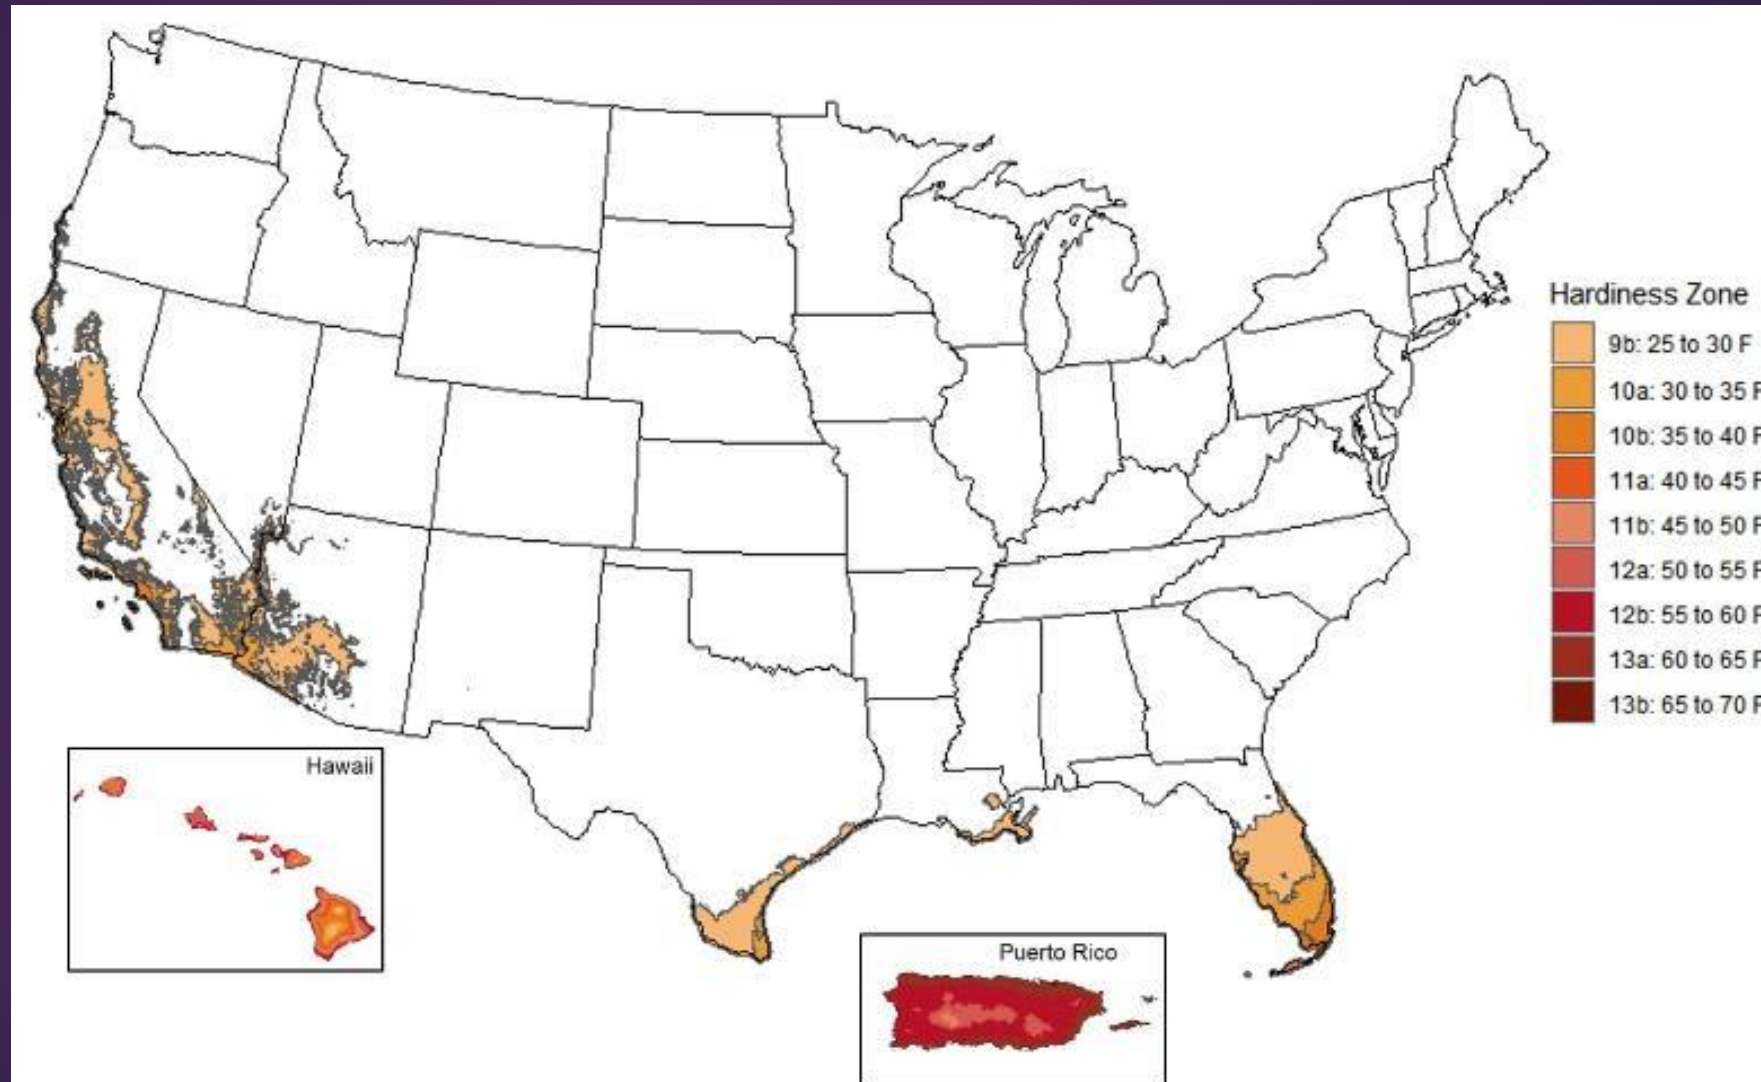 Hardiness Zone
9b: 25 to 30 F
10a: 30 to 35 F
10b: 35 to 40 F
11a: 40 to 45 F
11b: 45 to 50 F
12a: 50 to 55 F
12b: 55 to 60 F
13a: 60 to 65 F
13b: 65 to 70 F
Hawaii
Puerto Rico